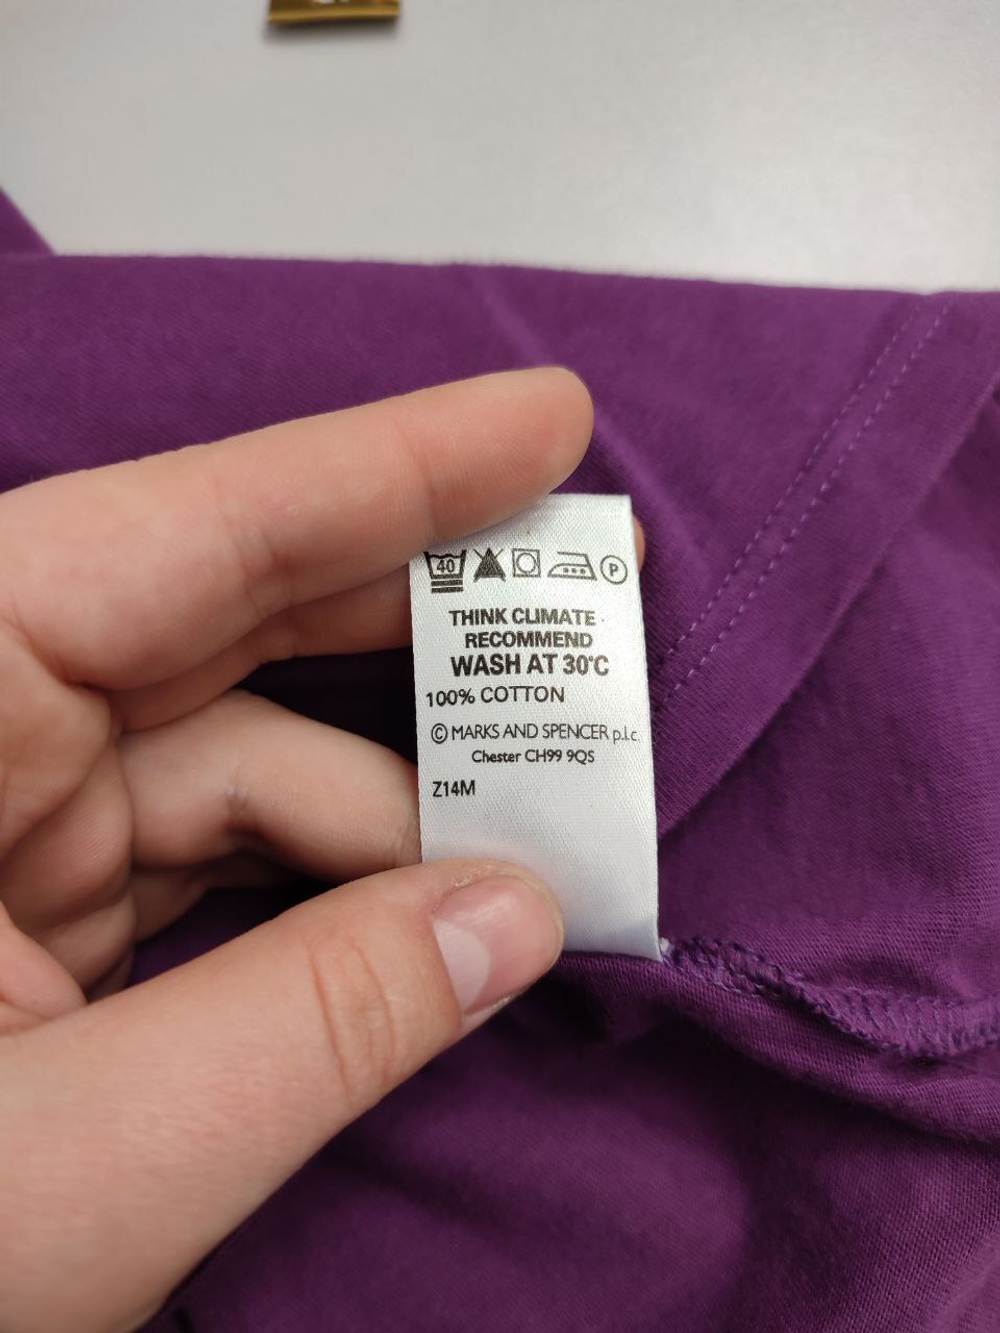 40 P
THINK CLIMATE
RECOMMEND
WASH AT 30°C
100% COTTON
© MARKS AND SPENCER p.l.c.
Chester CH99 9QS
Z14M